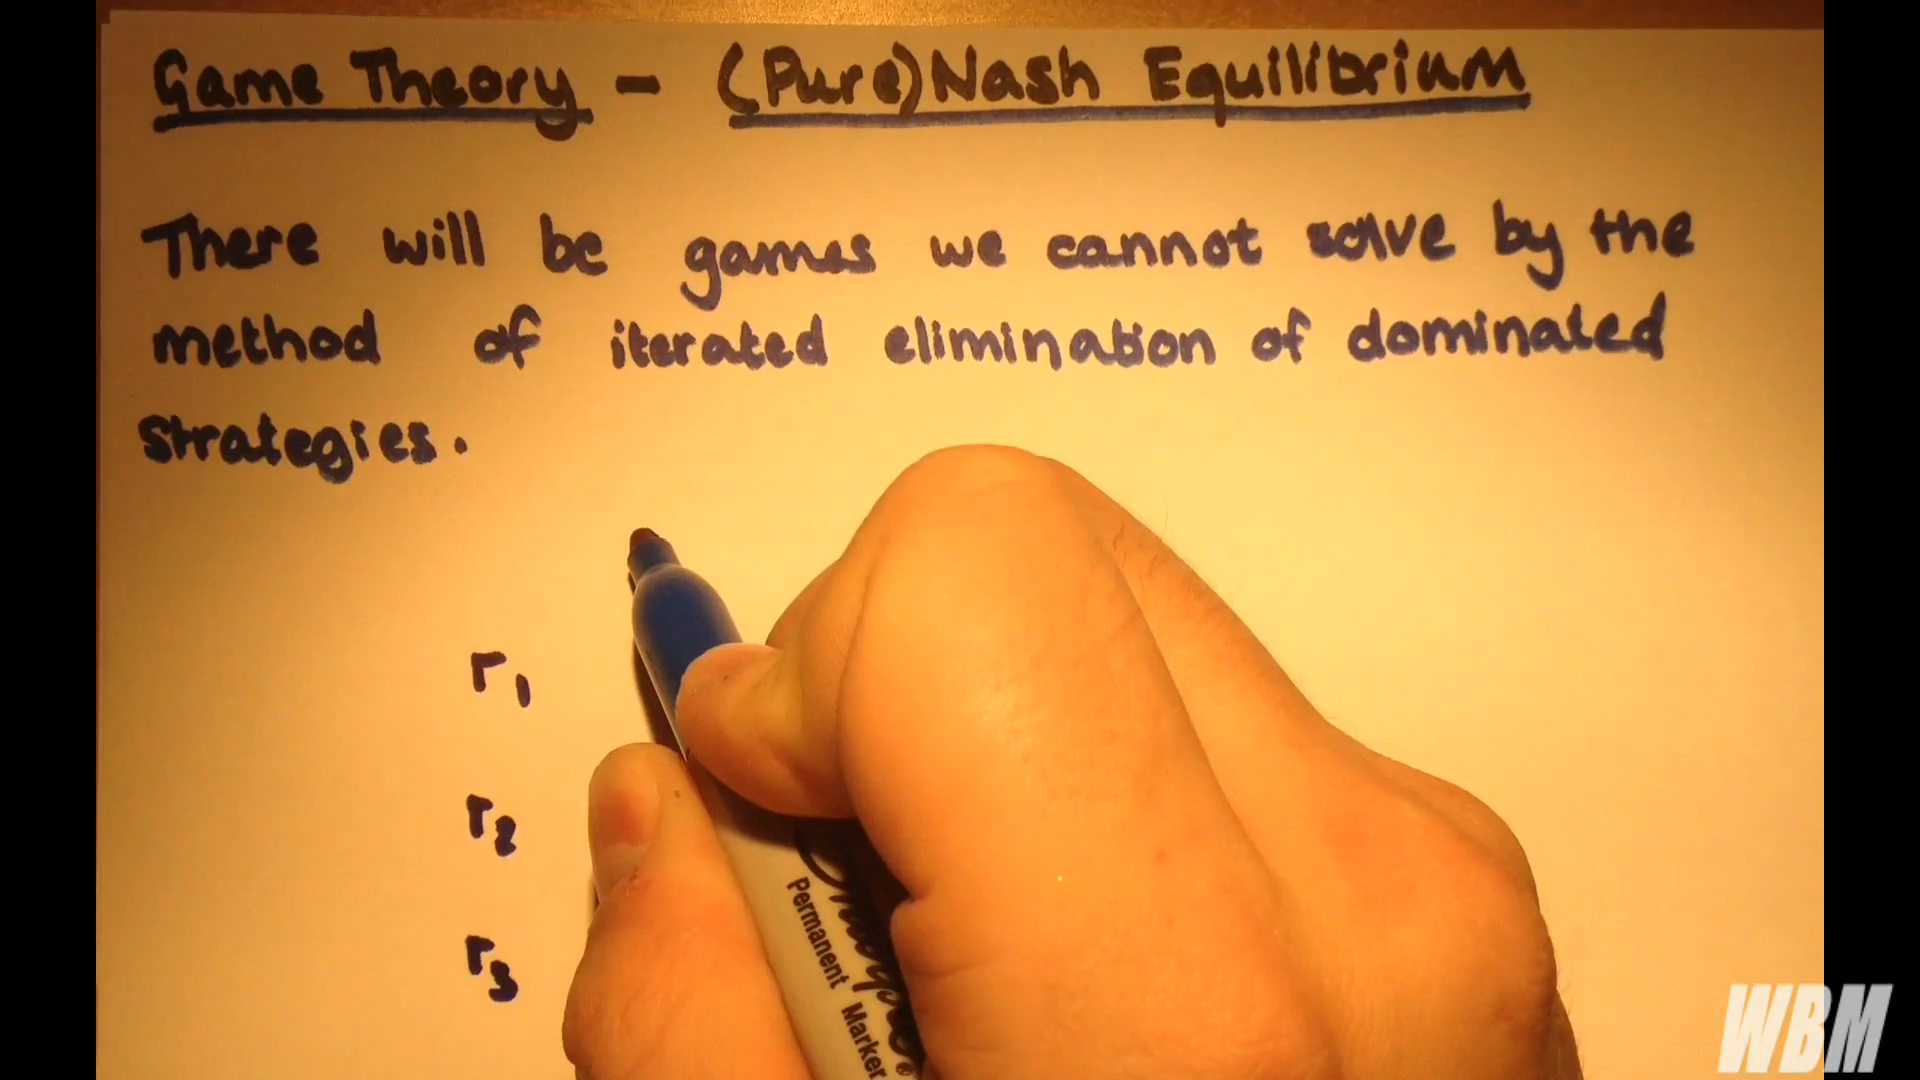 Game Theory - (Pure) Nash Equilibrium
There will be games we cannot solve by the
method of iterated elimination of dominated
strategies.
r1
r2
r3
Permanent Marker
WBM